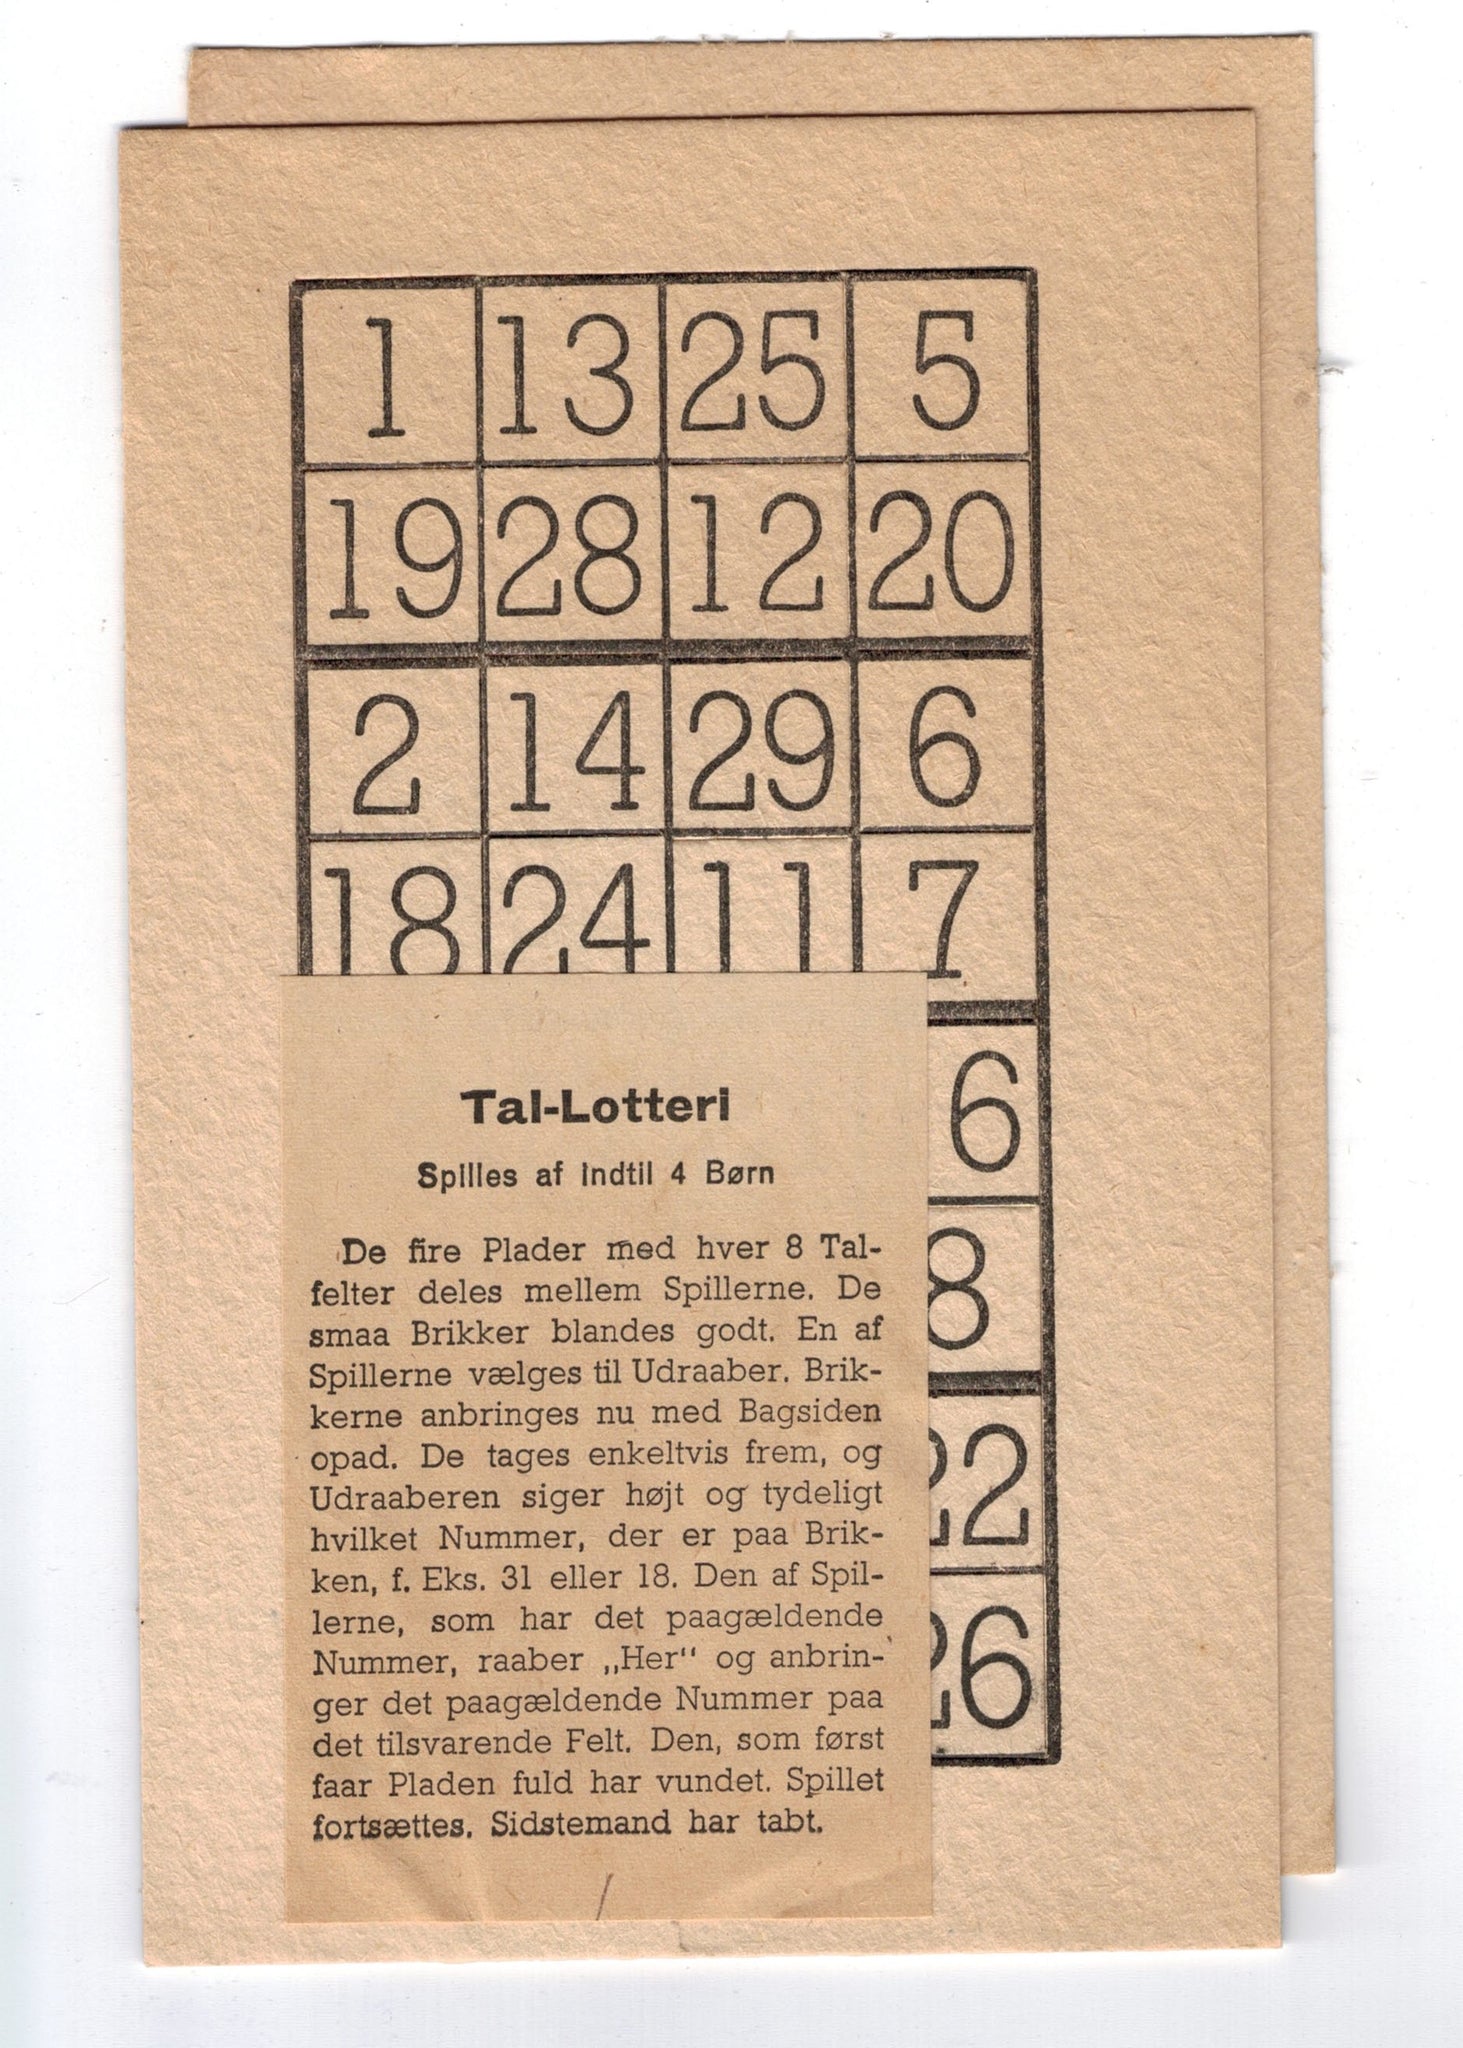 1 13 25 5
19 28 12 20
2 14 29 6
18 24 11 7
6
8
22
26
Tal-Lotteri
Spilles af indtil 4 Børn
De fire Plader med hver 8 Tal-
felter deles mellem Spillerne. De
smaa Brikker blandes godt. En af
Spillerne vælges til Udraaber. Brik-
kerne anbringes nu med Bagsiden
opad. De tages enkeltvis frem, og
Udraaberen siger højt og tydeligt
hvilket Nummer, der er paa Brik-
ken, f. Eks. 31 eller 18. Den af Spil-
lerne, som har det paagældende
Nummer, raaber „Her“ og anbrin-
ger det paagældende Nummer paa
det tilsvarende Felt. Den, som først
faar Pladen fuld har vundet. Spillet
fortsættes. Sidstemand har tabt.